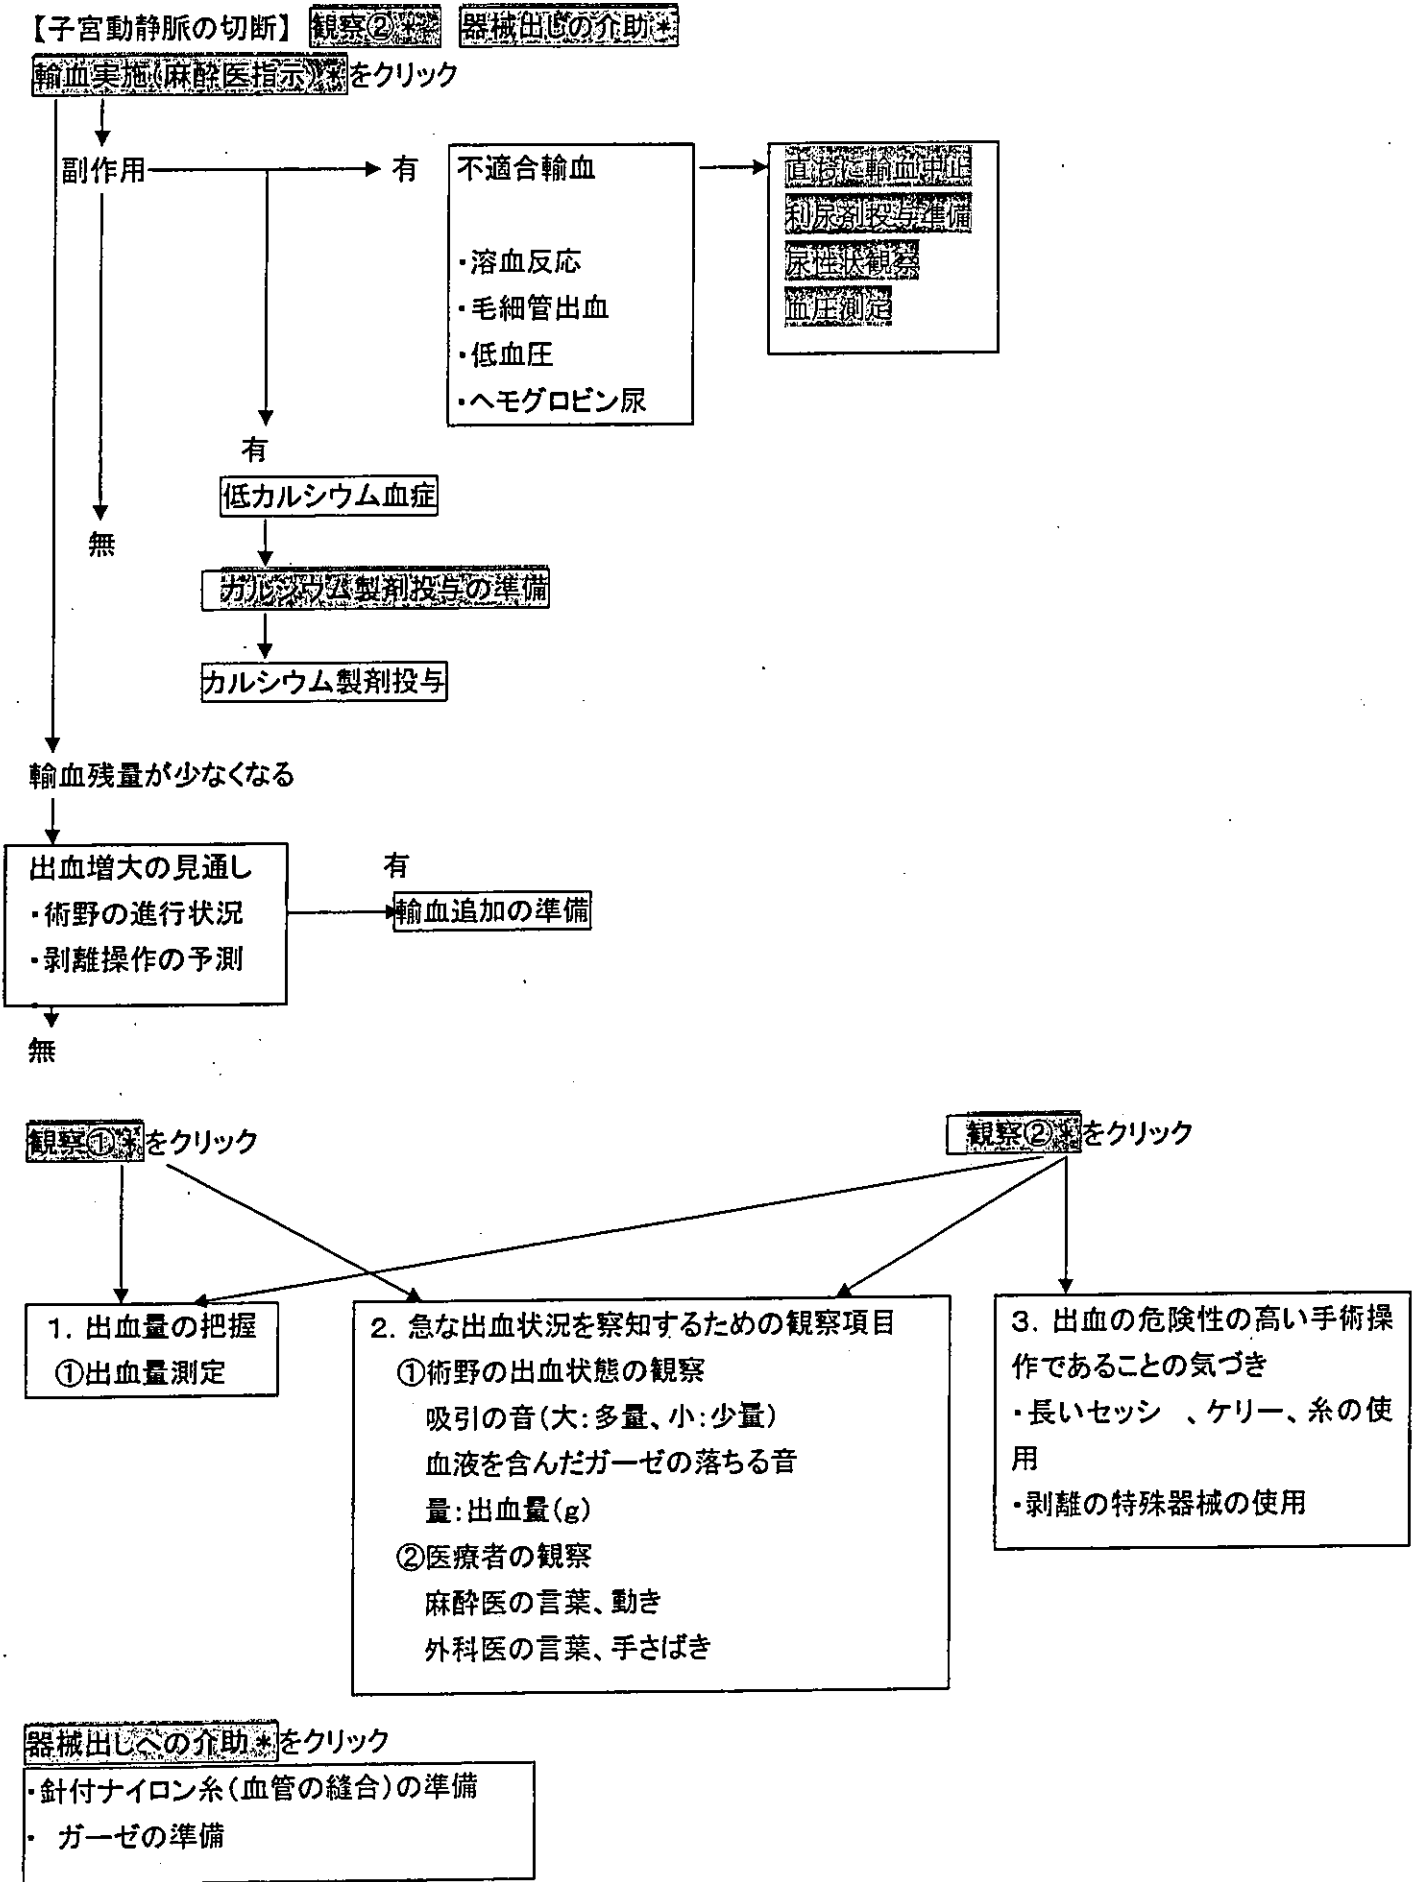 【子宮動静脈の切断】 観察②** 器械出しの介助*
輸血実施(麻酔医指示)*をクリック
副作用
有
不適合輸血
・溶血反応
・毛細管出血
・低血圧
・ヘモグロビン尿
直ちに輸血中止
利尿剤投与準備
尿性状観察
血圧測定
有
低カルシウム血症
無
カルシウム製剤投与の準備
カルシウム製剤投与
輸血残量が少なくなる
出血増大の見通し
・術野の進行状況
・剥離操作の予測
有
輸血追加の準備
無
観察①*をクリック
観察②*をクリック
1. 出血量の把握
①出血量測定
2. 急な出血状況を察知するための観察項目
①術野の出血状態の観察
吸引の音(大:多量、小:少量)
血液を含んだガーゼの落ちる音
量:出血量(g)
②医療者の観察
麻酔医の言葉、動き
外科医の言葉、手さばき
3. 出血の危険性の高い手術操
作であることの気づき
・長いセッシ 、ケリー、糸の使
用
・剥離の特殊器械の使用
器械出しへの介助*をクリック
・針付ナイロン糸(血管の縫合)の準備
・ ガーゼの準備